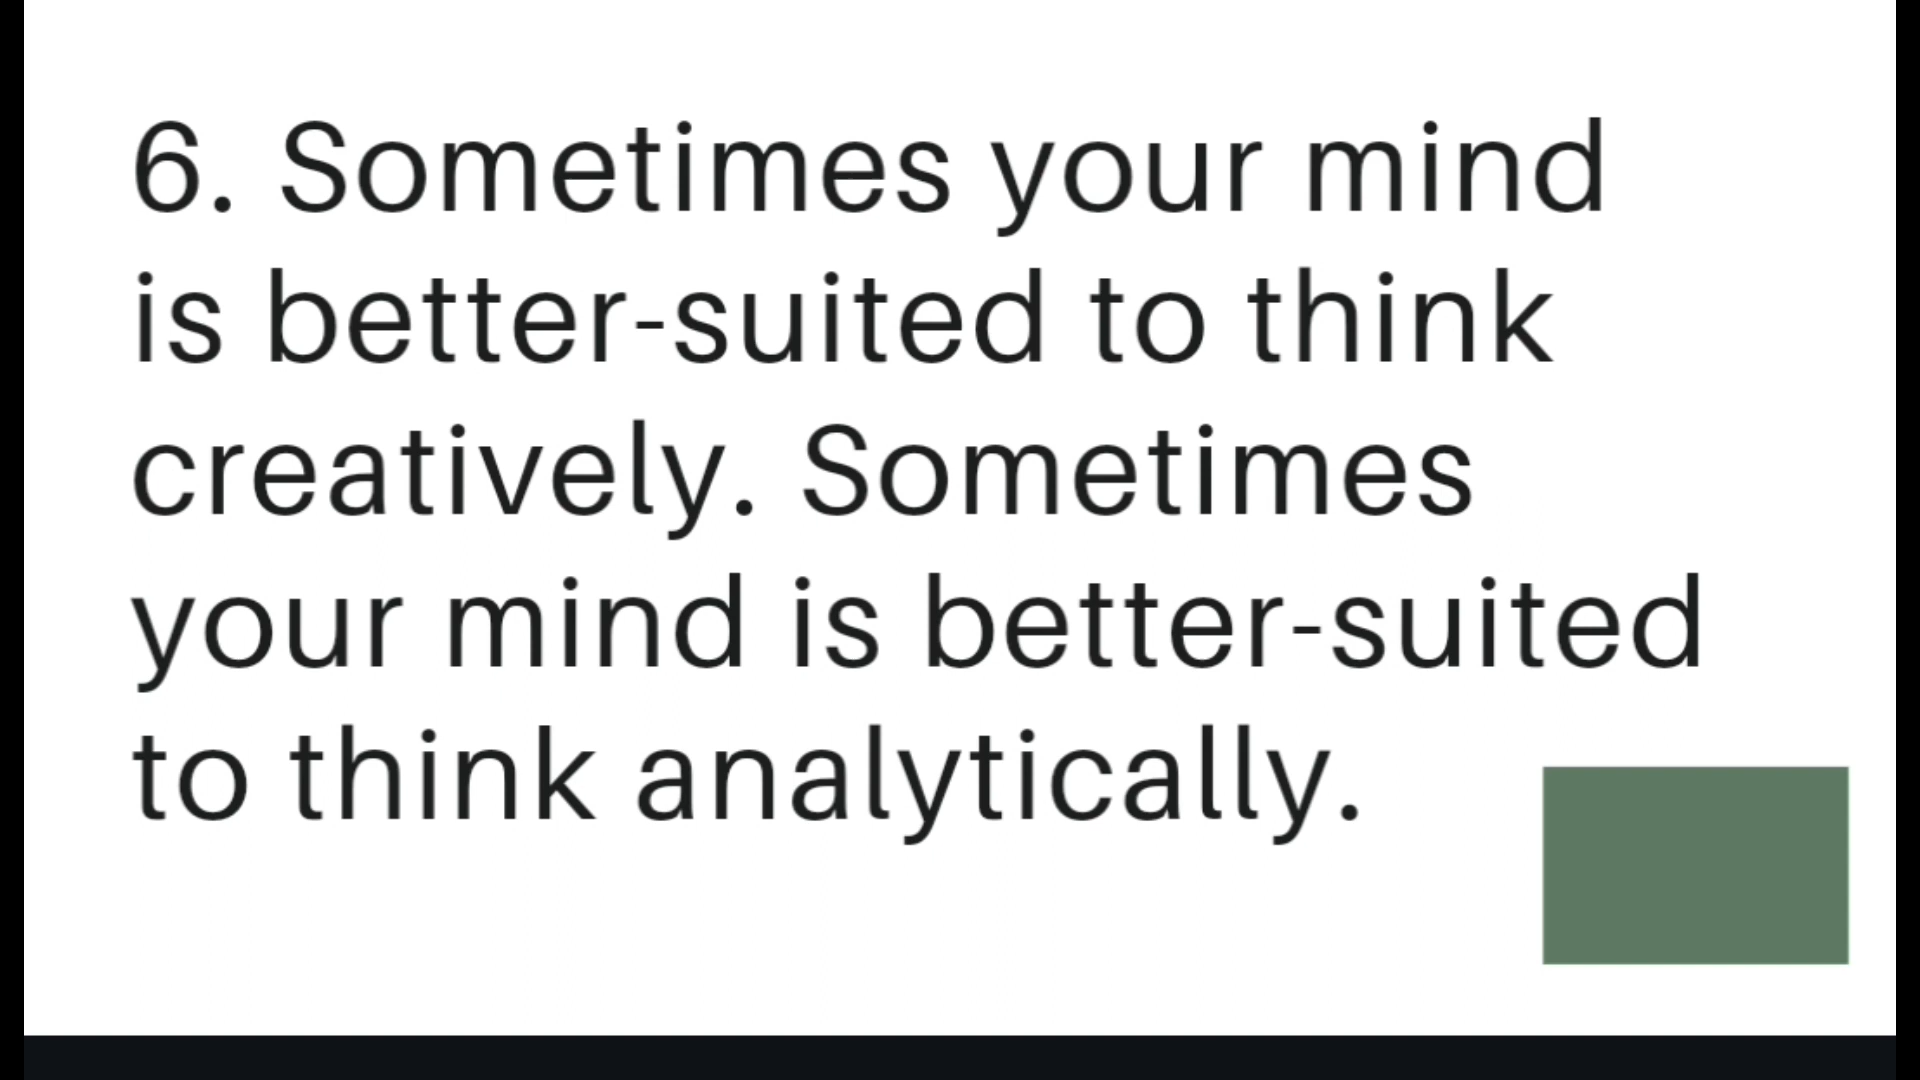 6. Sometimes your mind
is better-suited to think
creatively. Sometimes
your mind is better-suited
to think analytically.